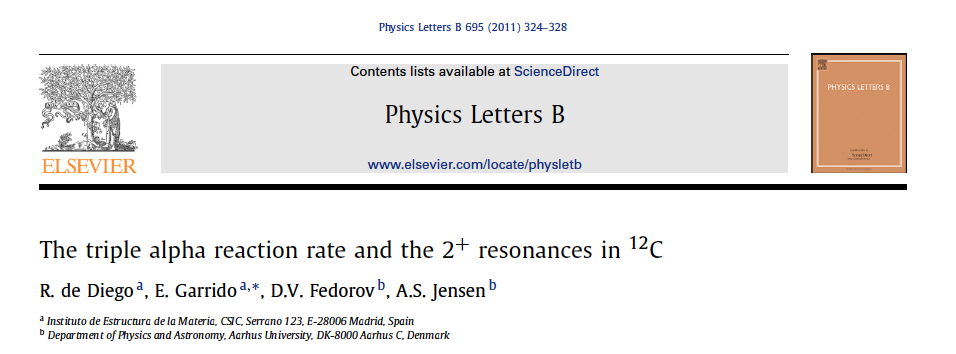 Physics Letters B 695 (2011) 324–328
Contents lists available at ScienceDirect
Physics Letters B
www.elsevier.com/locate/physletb
ELSEVIER
PHYSICS LETTERS B
The triple alpha reaction rate and the 2⁺ resonances in ¹²C
R. de Diego ᵃ, E. Garrido ᵃ,*, D.V. Fedorov ᵇ, A.S. Jensen ᵇ
ᵃ Instituto de Estructura de la Materia, CSIC, Serrano 123, E-28006 Madrid, Spain
ᵇ Department of Physics and Astronomy, Aarhus University, DK-8000 Aarhus C, Denmark